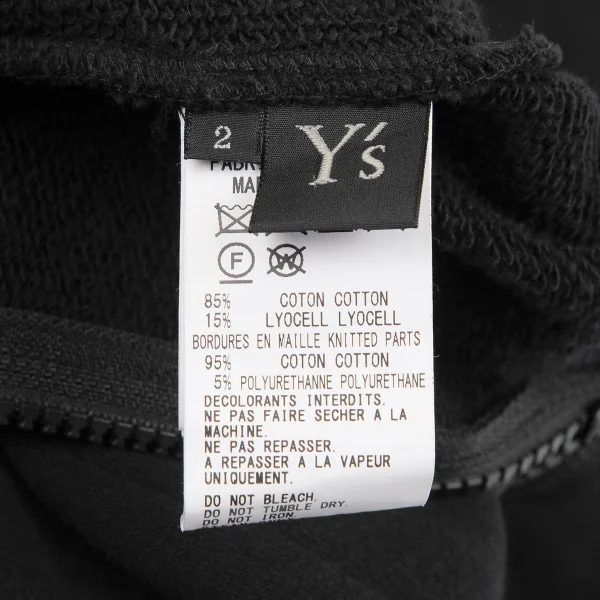 2
Y's
F
W
85% COTON COTTON
15% LYOCELL LYOCELL
BORDURES EN MAILLE KNITTED PARTS
95% COTON COTTON
5% POLYURETHANNE POLYURETHANE
DECOLORANTS INTERDITS.
NE PAS FAIRE SECHER A LA
MACHINE.
NE PAS REPASSER.
A REPASSER A LA VAPEUR
UNIQUEMENT.
DO NOT BLEACH.
DO NOT TUMBLE DRY.
DO NOT IRON.